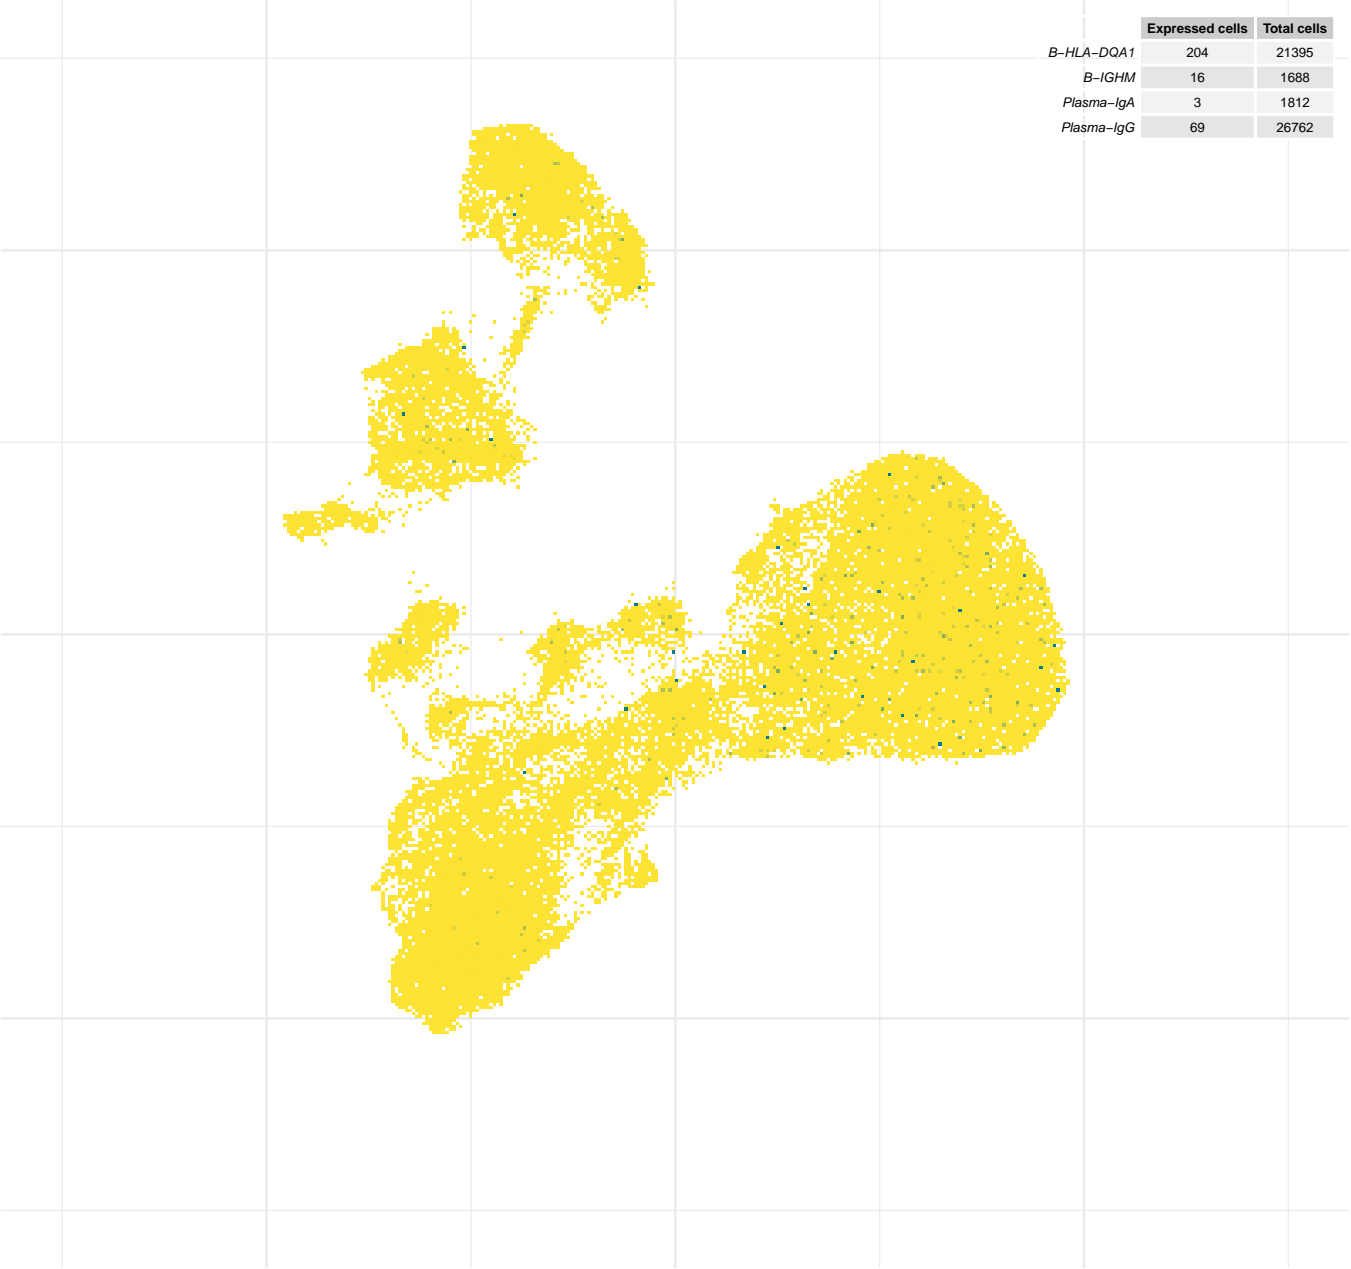 Expressed cells Total cells
B−HLA−DQA1 204 21395
B−IGHM 16 1688
Plasma−IgA 3 1812
Plasma−IgG 69 26762